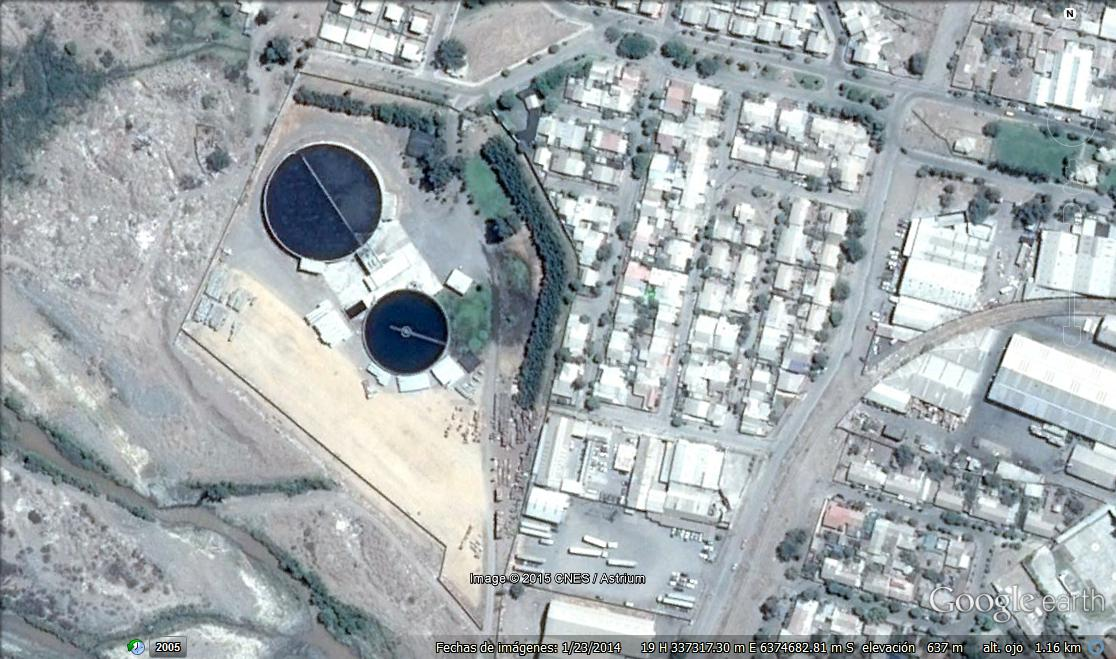 N
Image © 2015 CNES / Astrium
Google earth
2005
Fechas de imágenes: 1/23/2014 19 H 337317.30 m E 6374682.81 m S elevación 637 m alt. ojo 1.16 km